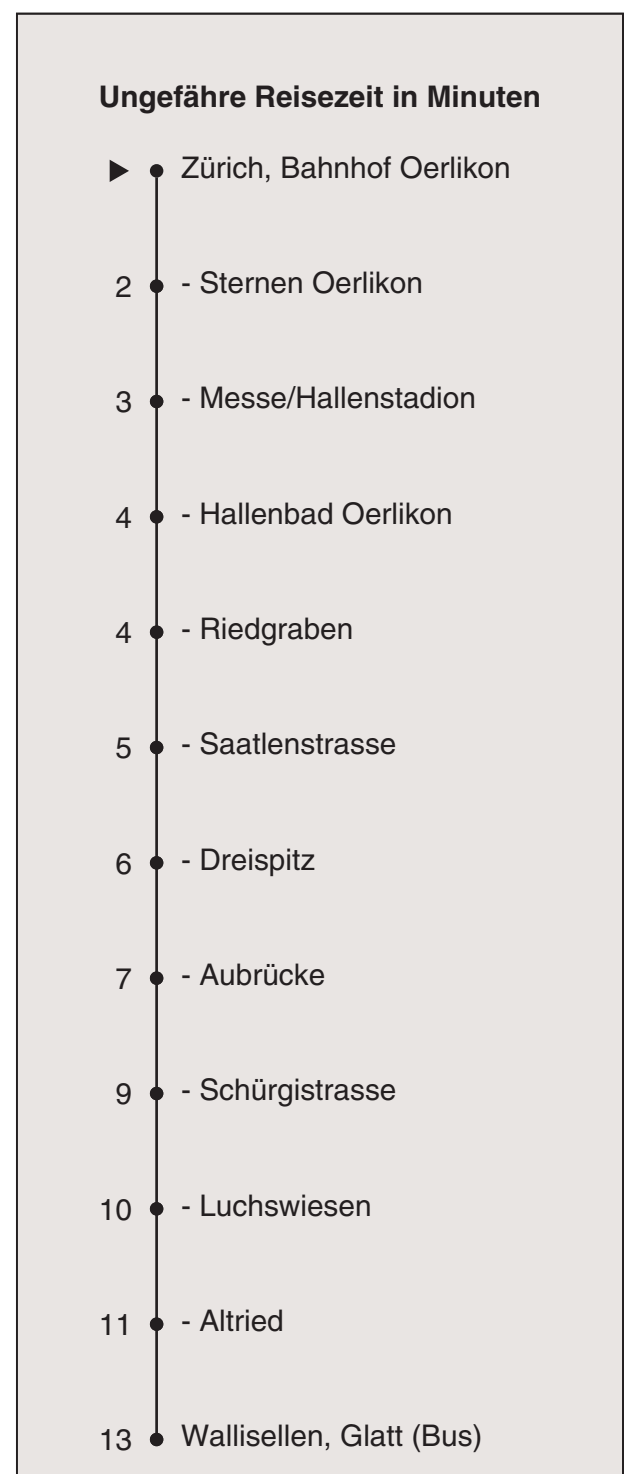 Ungefähre Reisezeit in Minuten
Zürich, Bahnhof Oerlikon
2 - Sternen Oerlikon
3 - Messe/Hallenstadion
4 - Hallenbad Oerlikon
4 - Riedgraben
5 - Saatlenstrasse
6 - Dreispitz
7 - Aubrücke
9 - Schürgistrasse
10 - Luchswiesen
11 - Altried
13 Wallisellen, Glatt (Bus)